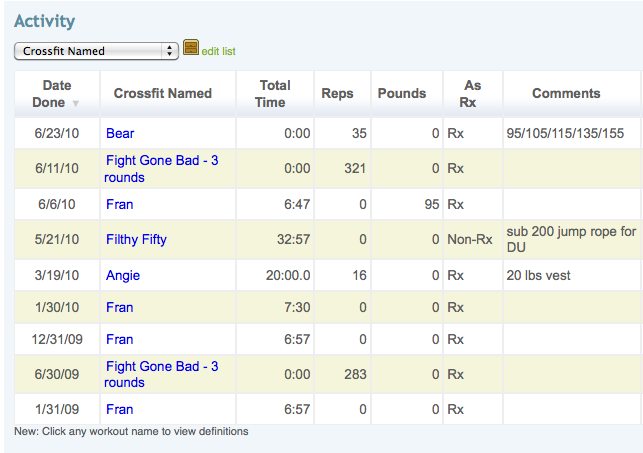 Activity
Crossfit Named edit list
Date Done Crossfit Named Total Time Reps Pounds As Rx Comments
6/23/10 Bear 0:00 35 0 Rx 95/105/115/135/155
6/11/10 Fight Gone Bad - 3 rounds 0:00 321 0 Rx
6/6/10 Fran 6:47 0 95 Rx
5/21/10 Filthy Fifty 32:57 0 0 Non-Rx sub 200 jump rope for DU
3/19/10 Angie 20:00.0 16 0 Rx 20 lbs vest
1/30/10 Fran 7:30 0 0 Rx
12/31/09 Fran 6:57 0 0 Rx
6/30/09 Fight Gone Bad - 3 rounds 0:00 283 0 Rx
1/31/09 Fran 6:57 0 0 Rx
New: Click any workout name to view definitions